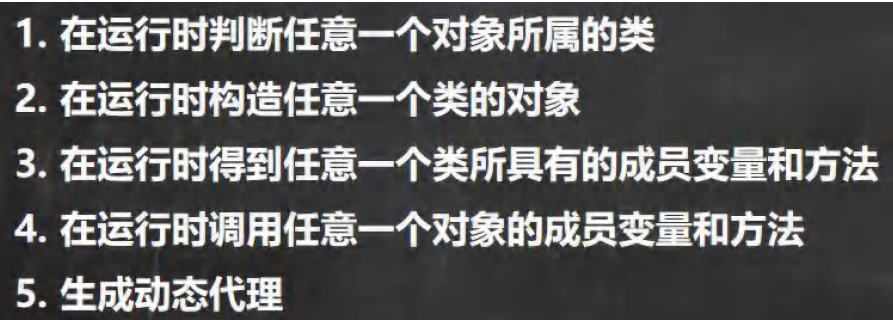 1. 在运行时判断任意一个对象所属的类
2. 在运行时构造任意一个类的对象
3. 在运行时得到任意一个类所具有的成员变量和方法
4. 在运行时调用任意一个对象的成员变量和方法
5. 生成动态代理